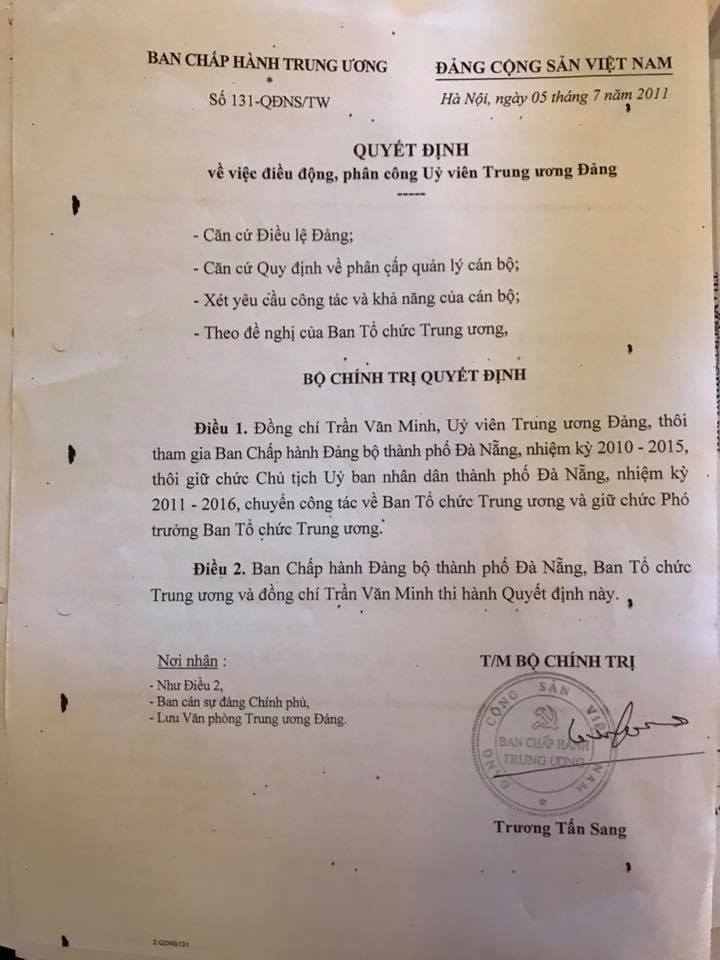 BAN CHẤP HÀNH TRUNG ƯƠNG
*
Số 131-QĐNS/TW
ĐẢNG CỘNG SẢN VIỆT NAM
Hà Nội, ngày 05 tháng 7 năm 2011
QUYẾT ĐỊNH
về việc điều động, phân công Uỷ viên Trung ương Đảng
-----
- Căn cứ Điều lệ Đảng;
- Căn cứ Quy định về phân cấp quản lý cán bộ;
- Xét yêu cầu công tác và khả năng của cán bộ;
- Theo đề nghị của Ban Tổ chức Trung ương,
BỘ CHÍNH TRỊ QUYẾT ĐỊNH
Điều 1. Đồng chí Trần Văn Minh, Uỷ viên Trung ương Đảng, thôi
tham gia Ban Chấp hành Đảng bộ thành phố Đà Nẵng, nhiệm kỳ 2010 - 2015,
thôi giữ chức Chủ tịch Uỷ ban nhân dân thành phố Đà Nẵng, nhiệm kỳ
2011 - 2016, chuyển công tác về Ban Tổ chức Trung ương và giữ chức Phó
trưởng Ban Tổ chức Trung ương.
Điều 2. Ban Chấp hành Đảng bộ thành phố Đà Nẵng, Ban Tổ chức
Trung ương và đồng chí Trần Văn Minh thi hành Quyết định này.
Nơi nhận :
- Như Điều 2,
- Ban cán sự đảng Chính phủ,
- Lưu Văn phòng Trung ương Đảng.
T/M BỘ CHÍNH TRỊ
ĐẢNG CỘNG SẢN VIỆT NAM
BAN CHẤP HÀNH
TRUNG ƯƠNG
Trương Tấn Sang
2.QDNS131